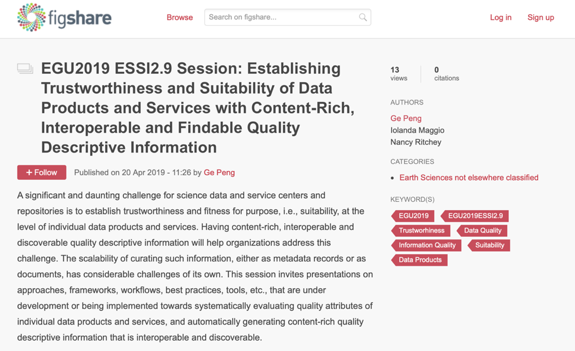 figshare
Browse
Search on figshare...
Log in
Sign up
EGU2019 ESSI2.9 Session: Establishing
Trustworthiness and Suitability of Data
Products and Services with Content-Rich,
Interoperable and Findable Quality
Descriptive Information
+ Follow
Published on 20 Apr 2019 - 11:26 by Ge Peng
A significant and daunting challenge for science data and service centers and
repositories is to establish trustworthiness and fitness for purpose, i.e., suitability, at the
level of individual data products and services. Having content-rich, interoperable and
discoverable quality descriptive information will help organizations address this
challenge. The scalability of curating such information, either as metadata records or as
documents, has considerable challenges of its own. This session invites presentations on
approaches, frameworks, workflows, best practices, tools, etc., that are under
development or being implemented towards systematically evaluating quality attributes of
individual data products and services, and automatically generating content-rich quality
descriptive information that is interoperable and discoverable.
13
views
0
citations
AUTHORS
Ge Peng
Iolanda Maggio
Nancy Ritchey
CATEGORIES
Earth Sciences not elsewhere classified
KEYWORD(S)
EGU2019
EGU2019ESSI2.9
Trustworhiness
Data Quality
Information Quality
Suitability
Data Products